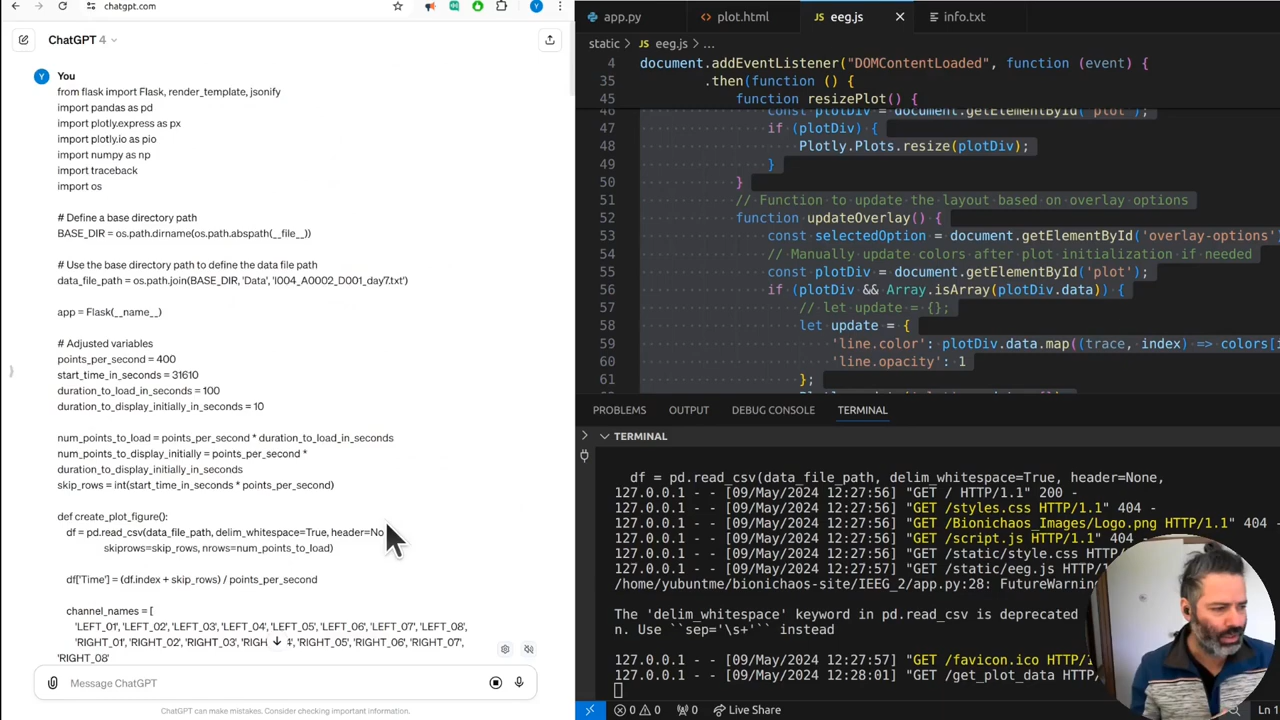 chatgpt.com
ChatGPT 4
You
from flask import Flask, render_template, jsonify
import pandas as pd
import plotly.express as px
import plotly.io as pio
import numpy as np
import traceback
import os
# Define a base directory path
BASE_DIR = os.path.dirname(os.path.abspath(__file__))
# Use the base directory path to define the data file path
data_file_path = os.path.join(BASE_DIR, 'Data', 'I004_A0002_D001_day7.txt')
app = Flask(__name__)
# Adjusted variables
points_per_second = 400
start_time_in_seconds = 31610
duration_to_load_in_seconds = 100
duration_to_display_initially_in_seconds = 10
num_points_to_load = points_per_second * duration_to_load_in_seconds
num_points_to_display_initially = points_per_second *
duration_to_display_initially_in_seconds
skip_rows = int(start_time_in_seconds * points_per_second)
def create_plot_figure():
df = pd.read_csv(data_file_path, delim_whitespace=True, header=No
skiprows=skip_rows, nrows=num_points_to_load)
df['Time'] = (df.index + skip_rows) / points_per_second
channel_names = [
'LEFT_01', 'LEFT_02', 'LEFT_03', 'LEFT_04', 'LEFT_05', 'LEFT_06', 'LEFT_07', 'LEFT_08',
'RIGHT_01', 'RIGHT_02', 'RIGHT_03', 'RIGH 4', 'RIGHT_05', 'RIGHT_06', 'RIGHT_07',
'RIGHT_08'
Message ChatGPT
ChatGPT can make mistakes. Consider checking important information.
app.py
plot.html
JS eeg.js
info.txt
static > JS eeg.js > ...
4 document.addEventListener("DOMContentLoaded", function (event) {
35 .then(function () {
45 function resizePlot() {
46 const plotDiv = document.getElementById('plot');
47 if (plotDiv) {
48 Plotly.Plots.resize(plotDiv);
49 }
50 }
51 // Function to update the layout based on overlay options
52 function updateOverlay() {
53 const selectedOption = document.getElementById('overlay-options'
54 // Manually update colors after plot initialization if needed
55 const plotDiv = document.getElementById('plot');
56 if (plotDiv && Array.isArray(plotDiv.data)) {
57 // let update = {};
58 let update = {
59 'line.color': plotDiv.data.map((trace, index) => colors[i
60 'line.opacity': 1
61 };
PROBLEMS OUTPUT DEBUG CONSOLE TERMINAL
TERMINAL
df = pd.read_csv(data_file_path, delim_whitespace=True, header=None,
127.0.0.1 - - [09/May/2024 12:27:56] "GET / HTTP/1.1" 200 -
127.0.0.1 - - [09/May/2024 12:27:56] "GET /styles.css HTTP/1.1" 404 -
127.0.0.1 - - [09/May/2024 12:27:56] "GET /Bionichaos_Images/Logo.png HTTP/1.1" 404 -
127.0.0.1 - - [09/May/2024 12:27:56] "GET /script.js HTTP/1.1" 404 -
127.0.0.1 - - [09/May/2024 12:27:56] "GET /static/style.css
127.0.0.1 - - [09/May/2024 12:27:56] "GET /static/eeg.js
/home/yubuntme/bionichaos-site/IEEG_2/app.py:28: FutureWarning
The 'delim_whitespace' keyword in pd.read_csv is deprecated
n. Use ``sep='\s+'`` instead
127.0.0.1 - - [09/May/2024 12:27:57] "GET /favicon.ico HTTP/1
127.0.0.1 - - [09/May/2024 12:28:01] "GET /get_plot_data HTTP/
0 0 0 Live Share
Ln 1